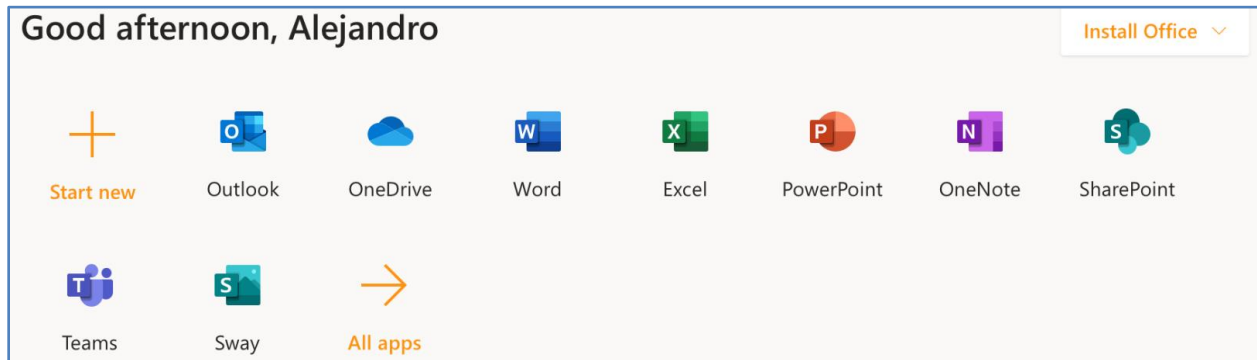 Good afternoon, Alejandro
Install Office
O W X P N S
Start new Outlook OneDrive Word Excel PowerPoint OneNote SharePoint
T S
Teams Sway All apps